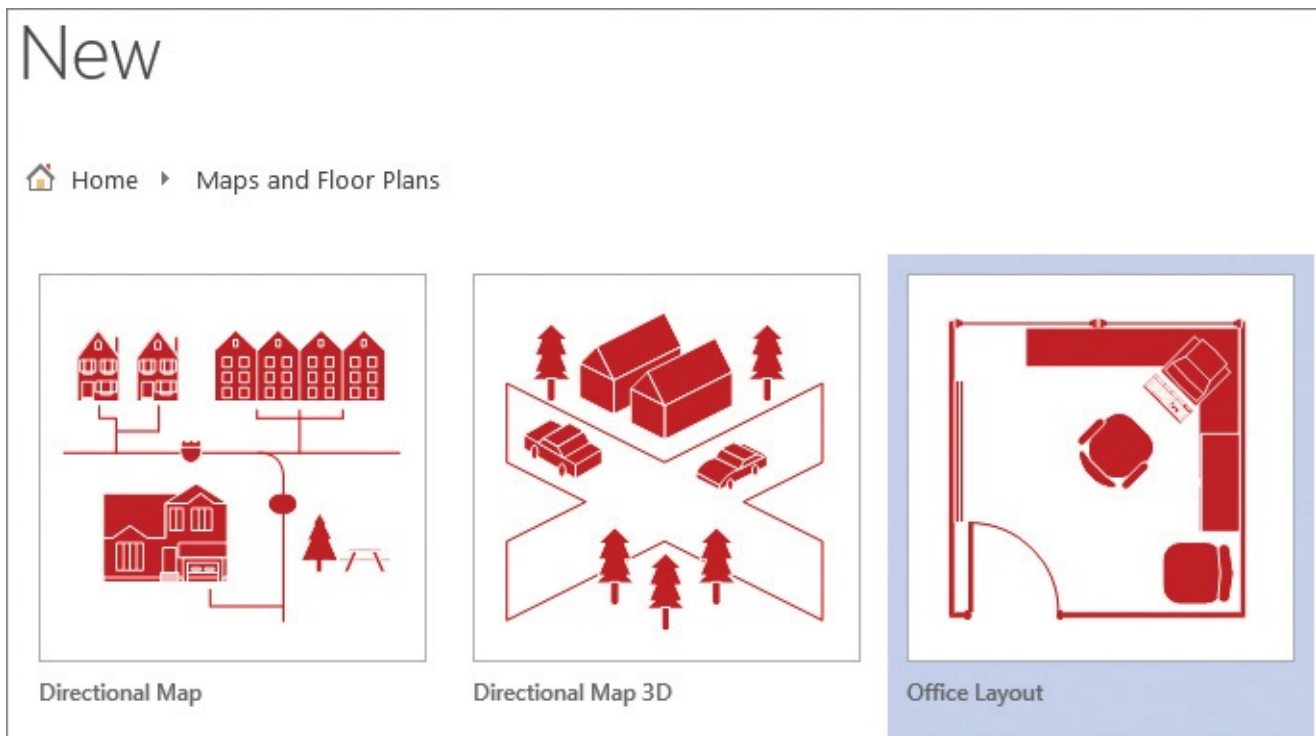 New
Home Maps and Floor Plans
Directional Map
Directional Map 3D
Office Layout